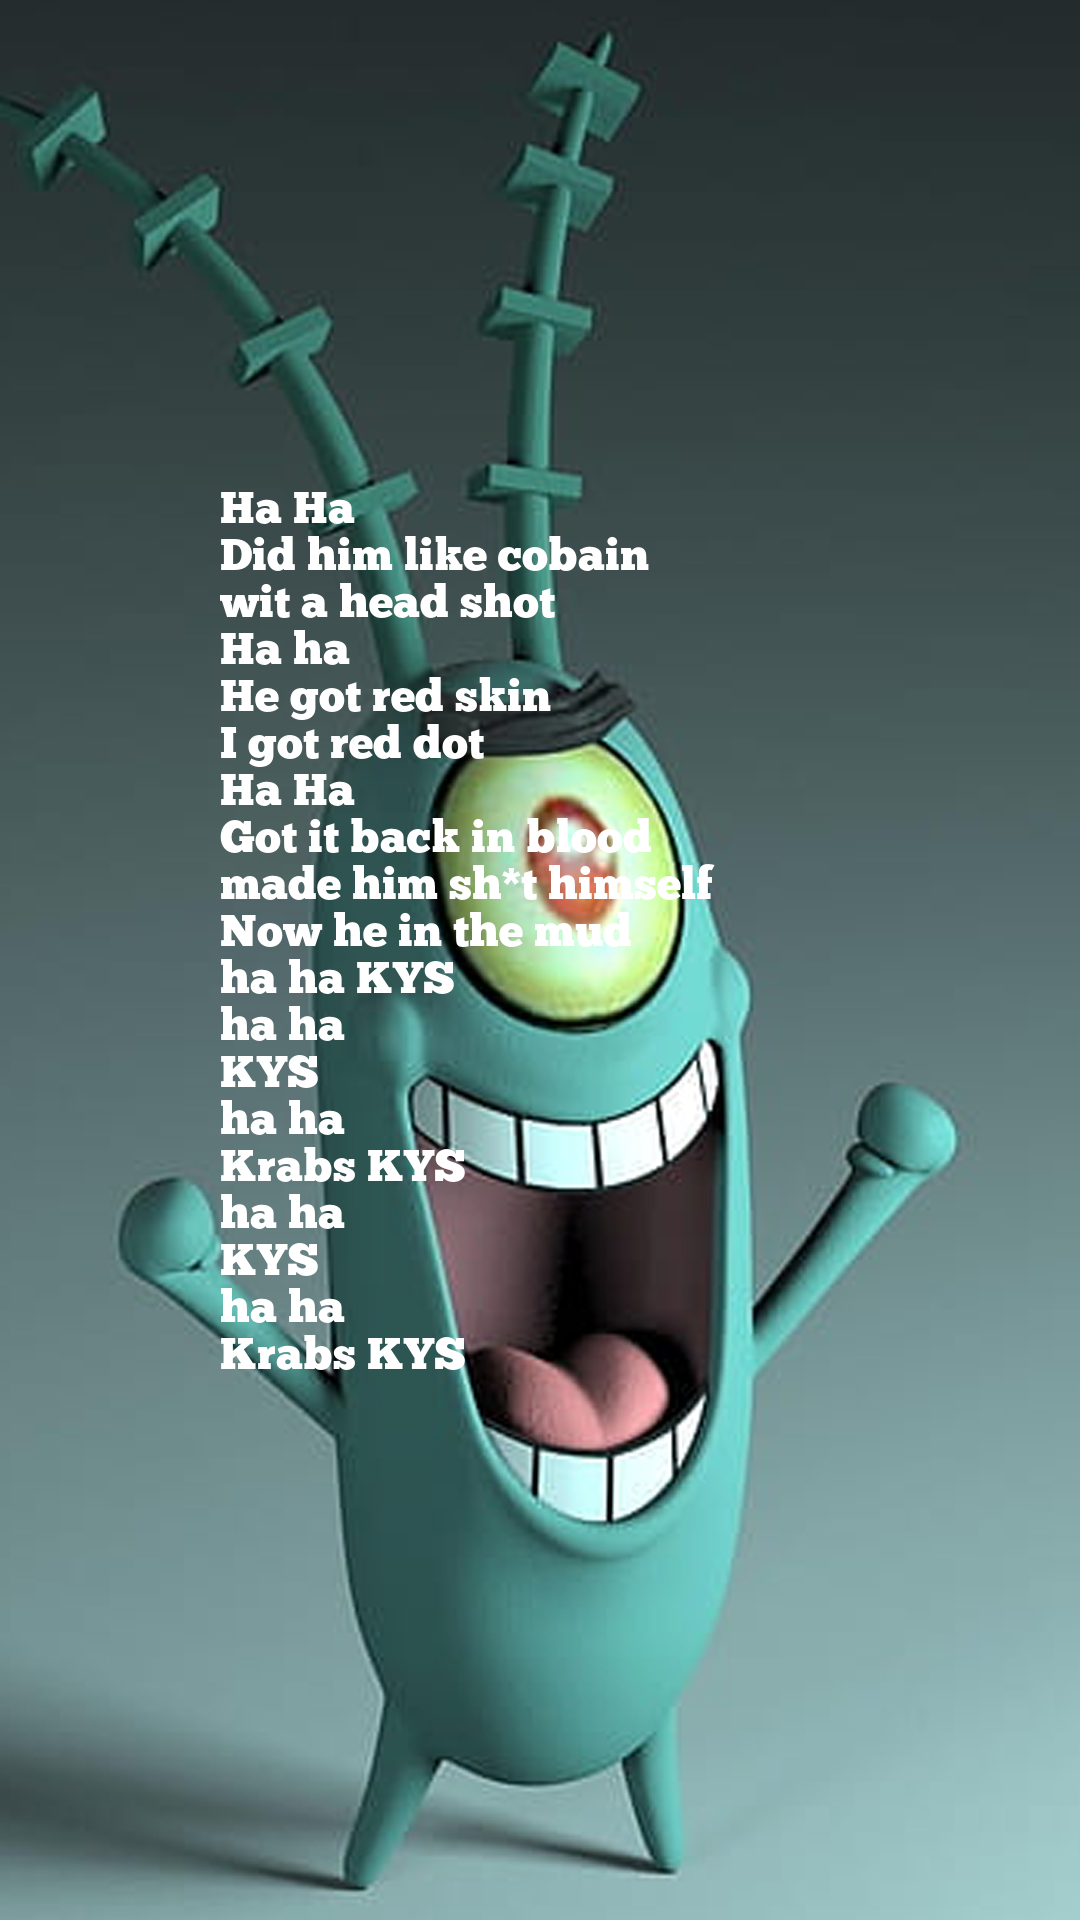 Ha Ha
Did him like cobain
wit a head shot
Ha ha
He got red skin
I got red dot
Ha Ha
Got it back in blood
made him sh*t himself
Now he in the mud
ha ha KYS
ha ha
KYS
ha ha
Krabs KYS
ha ha
KYS
ha ha
Krabs KYS